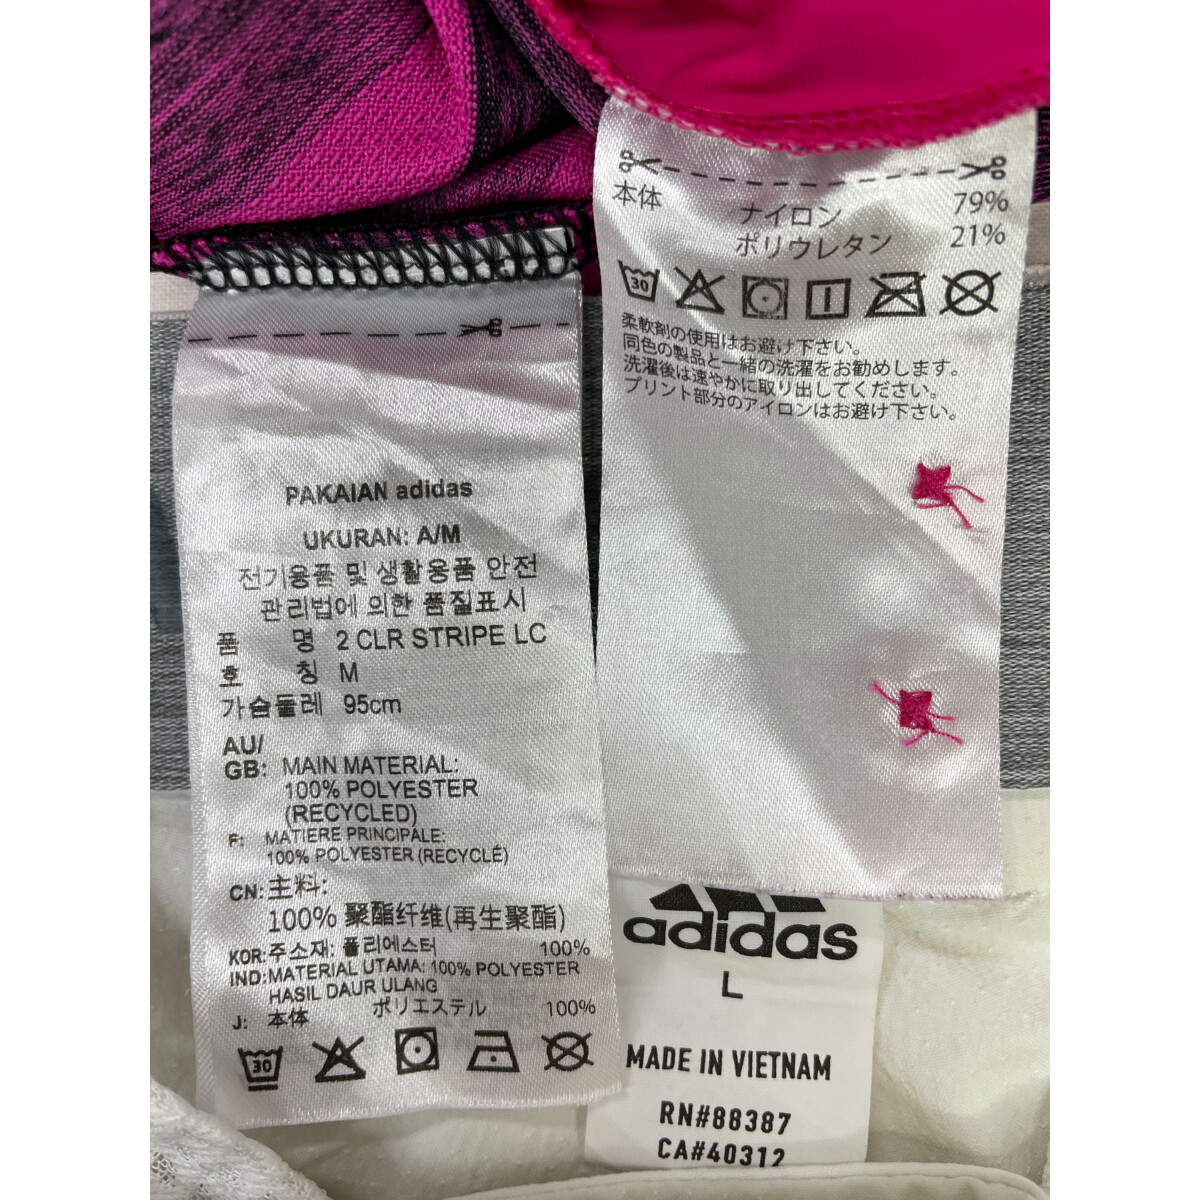 PAKAIAN adidas
UKURAN: A/M
전기용품 및 생활용품 안전
관리법에 의한 품질표시
품 명 2 CLR STRIPE LC
호 칭 M
가슴둘레 95cm
AU/
GB: MAIN MATERIAL:
100% POLYESTER
(RECYCLED)
F: MATIERE PRINCIPALE:
100% POLYESTER (RECYCLÉ)
CN: 主料:
100% 聚酯纤维(再生聚酯)
KOR: 주소재: 폴리에스터 100%
IND: MATERIAL UTAMA: 100% POLYESTER
HASIL DAUR ULANG
J: 本体 ポリエステル 100%
30
本体 ナイロン 79%
ポリウレタン 21%
30
柔軟剤の使用はお避け下さい。
同色の製品と一緒の洗濯をお勧めします。
洗濯後は速やかに取り出してください。
プリント部分のアイロンはお避け下さい。
adidas
L
MADE IN VIETNAM
RN#88387
CA#40312